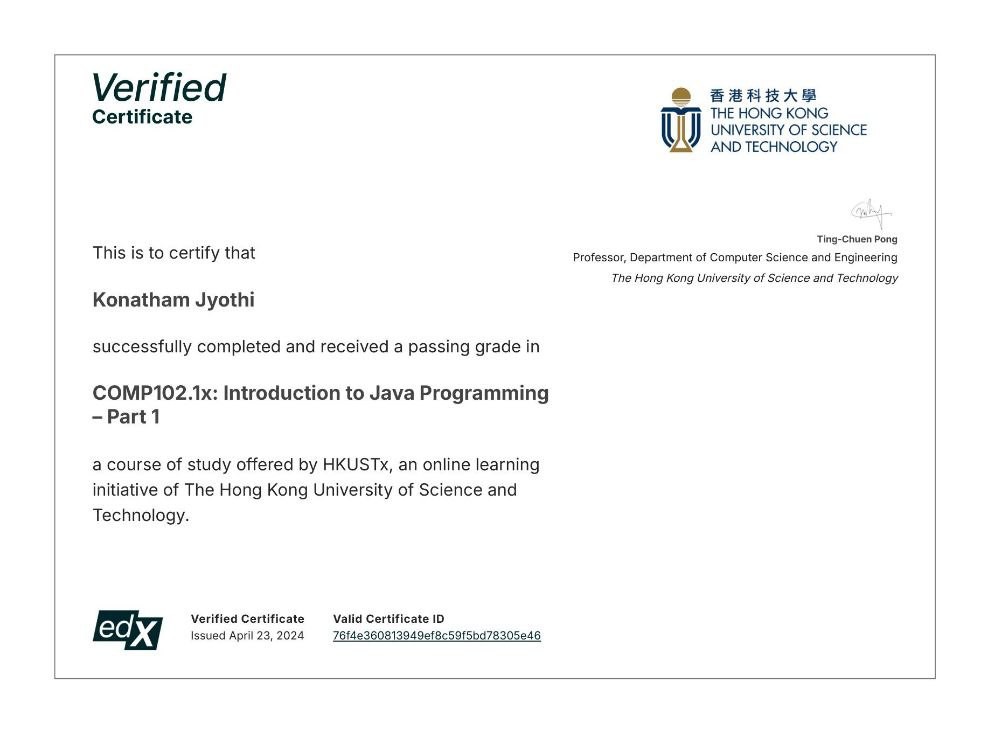 Verified
Certificate
香港科技大學
THE HONG KONG
UNIVERSITY OF SCIENCE
AND TECHNOLOGY
Ting-Chuen Pong
Professor, Department of Computer Science and Engineering
The Hong Kong University of Science and Technology
This is to certify that
Konatham Jyothi
successfully completed and received a passing grade in
COMP102.1x: Introduction to Java Programming
– Part 1
a course of study offered by HKUSTx, an online learning
initiative of The Hong Kong University of Science and
Technology.
edX
Verified Certificate
Issued April 23, 2024
Valid Certificate ID
76f4e360813949ef8c59f5bd78305e46